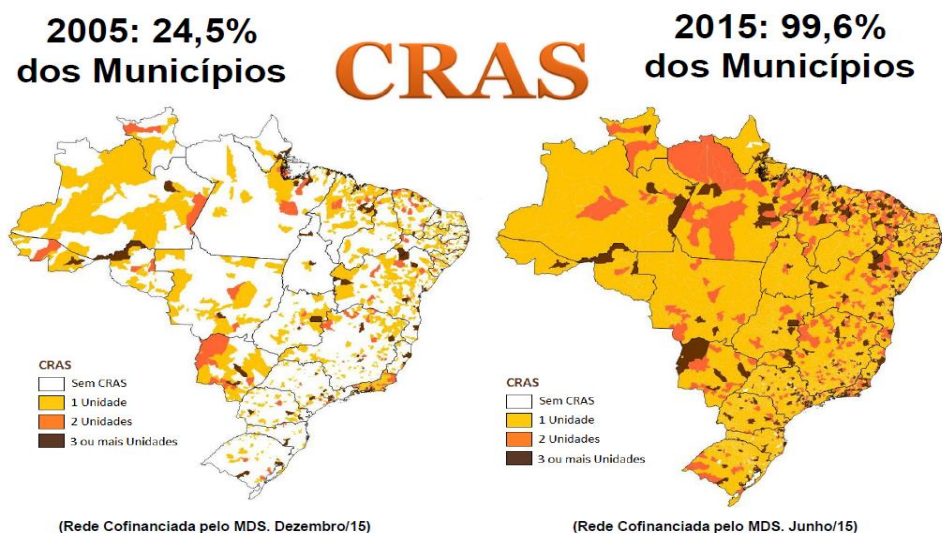 2005: 24,5%
dos Municípios
CRAS
2015: 99,6%
dos Municípios
CRAS
Sem CRAS
1 Unidade
2 Unidades
3 ou mais Unidades
(Rede Cofinanciada pelo MDS. Dezembro/15)
CRAS
Sem CRAS
1 Unidade
2 Unidades
3 ou mais Unidades
(Rede Cofinanciada pelo MDS. Junho/15)